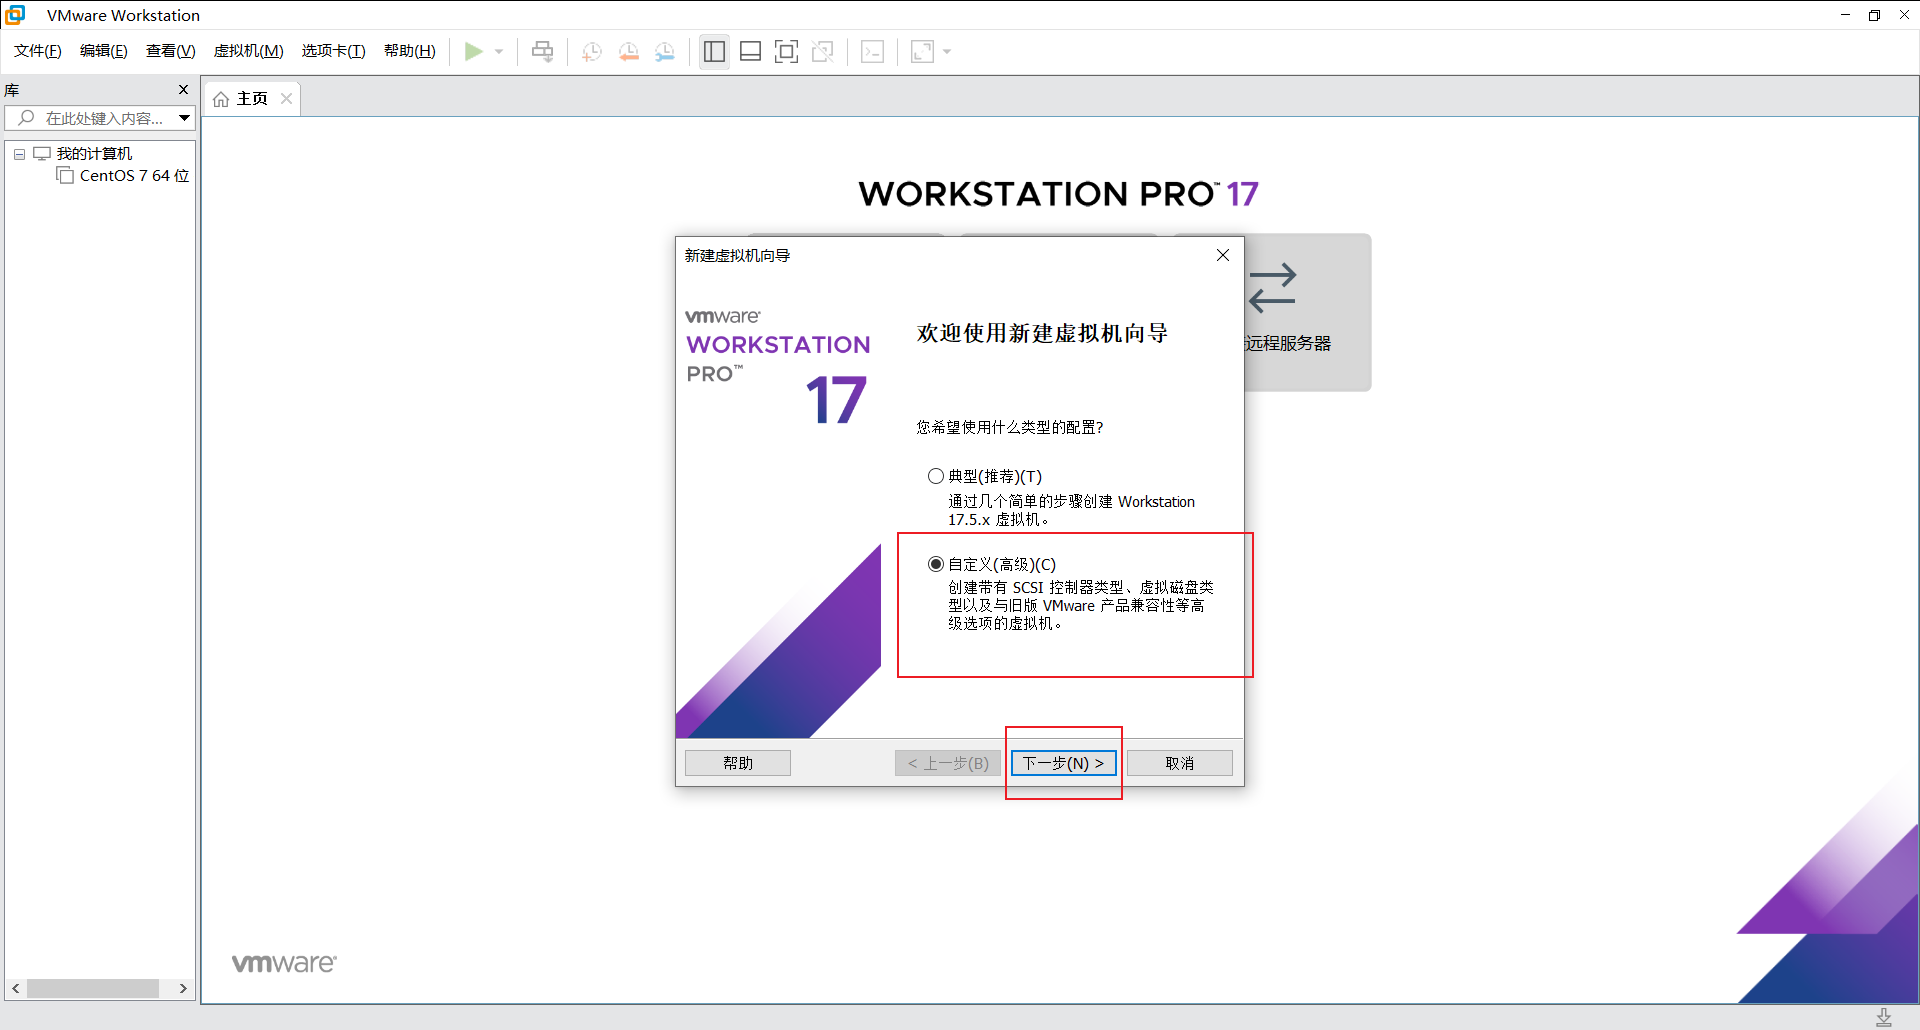 VMware Workstation
文件(F) 编辑(E) 查看(V) 虚拟机(M) 选项卡(T) 帮助(H)
库
主页
在此处键入内容...
我的计算机
CentOS 7 64 位
WORKSTATION PRO™ 17
远程服务器
新建虚拟机向导
vmware
WORKSTATION
PRO™
17
欢迎使用新建虚拟机向导
您希望使用什么类型的配置?
典型(推荐)(T)
通过几个简单的步骤创建 Workstation
17.5.x 虚拟机。
自定义(高级)(C)
创建带有 SCSI 控制器类型、虚拟磁盘类
型以及与旧版 VMware 产品兼容性等高
级选项的虚拟机。
帮助 < 上一步(B) 下一步(N) > 取消
vmware